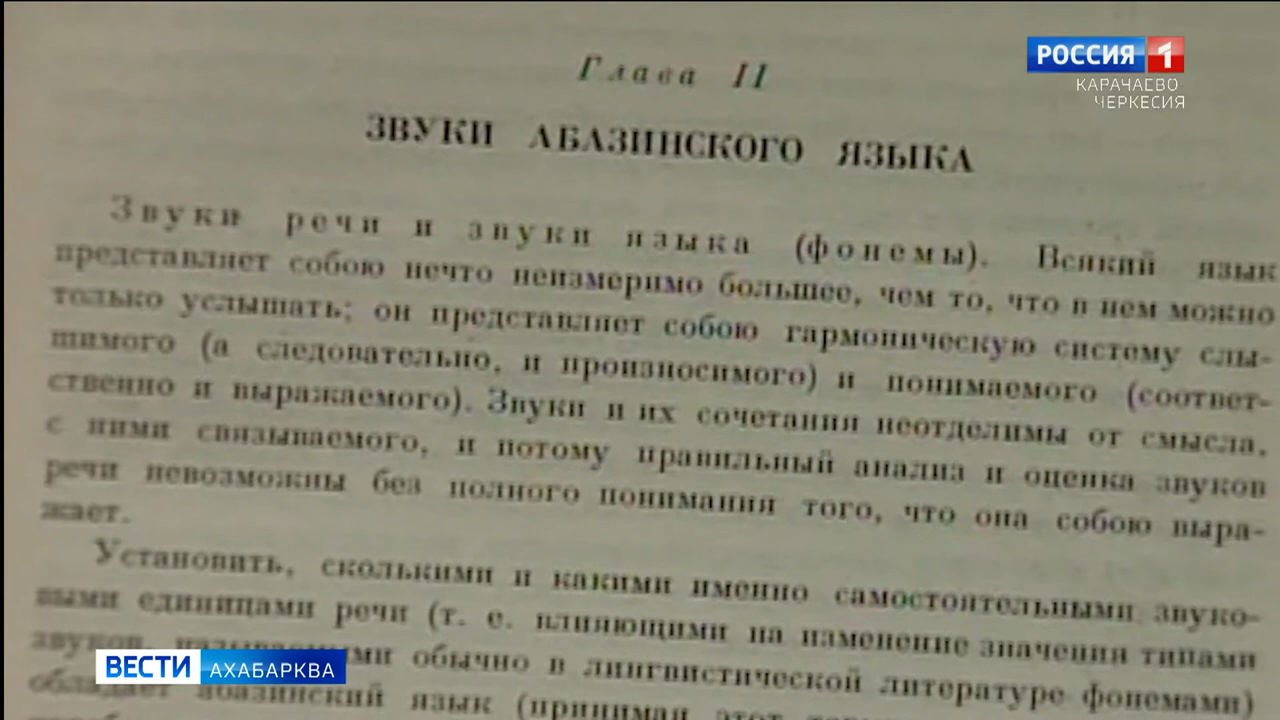 РОССИЯ 1
КАРАЧАЕВО
ЧЕРКЕСИЯ
Глава II
ЗВУКИ АБАЗИНСКОГО ЯЗЫКА
Звуки речи и звуки языка (фонемы). Всякий язык
представляет собою нечто неизмеримо большее, чем то, что в нем можно
только услышать; он представляет собою гармоническую систему слы-
шимого (а следовательно, и произносимого) и понимаемого (соответ-
ственно и выражаемого). Звуки и их сочетания неотделимы от смысла,
с ними связываемого, и потому правильный анализ и оценка звуков
речи невозможны без полного понимания того, что она собою выра-
жает.
Установить, сколькими и какими именно самостоятельными звуко-
выми единицами речи (т. е. влияющими на изменение значения типами
звуков, называемыми обычно в лингвистической литературе фонемами)
обладает абазинский язык (принимая этот
ВЕСТИ АХАБАРКВА